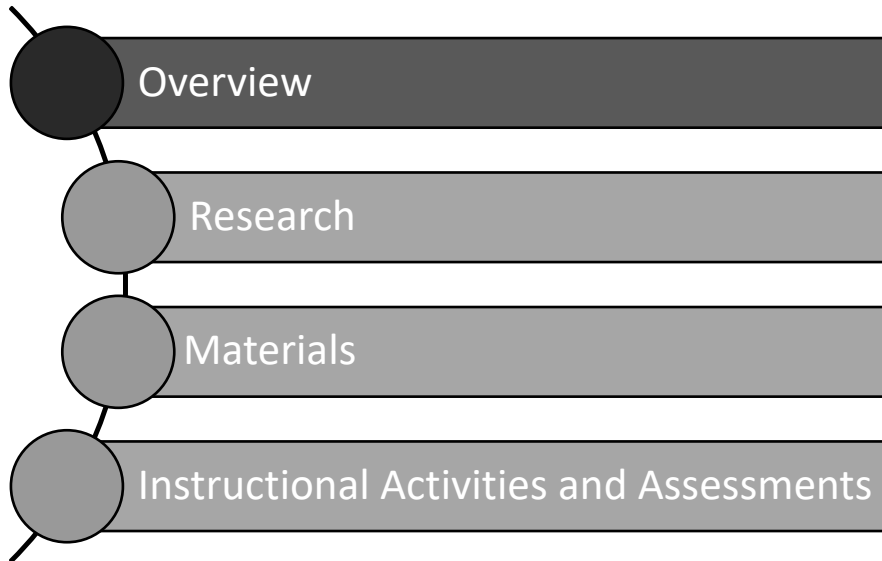 Overview
Research
Materials
Instructional Activities and Assessments